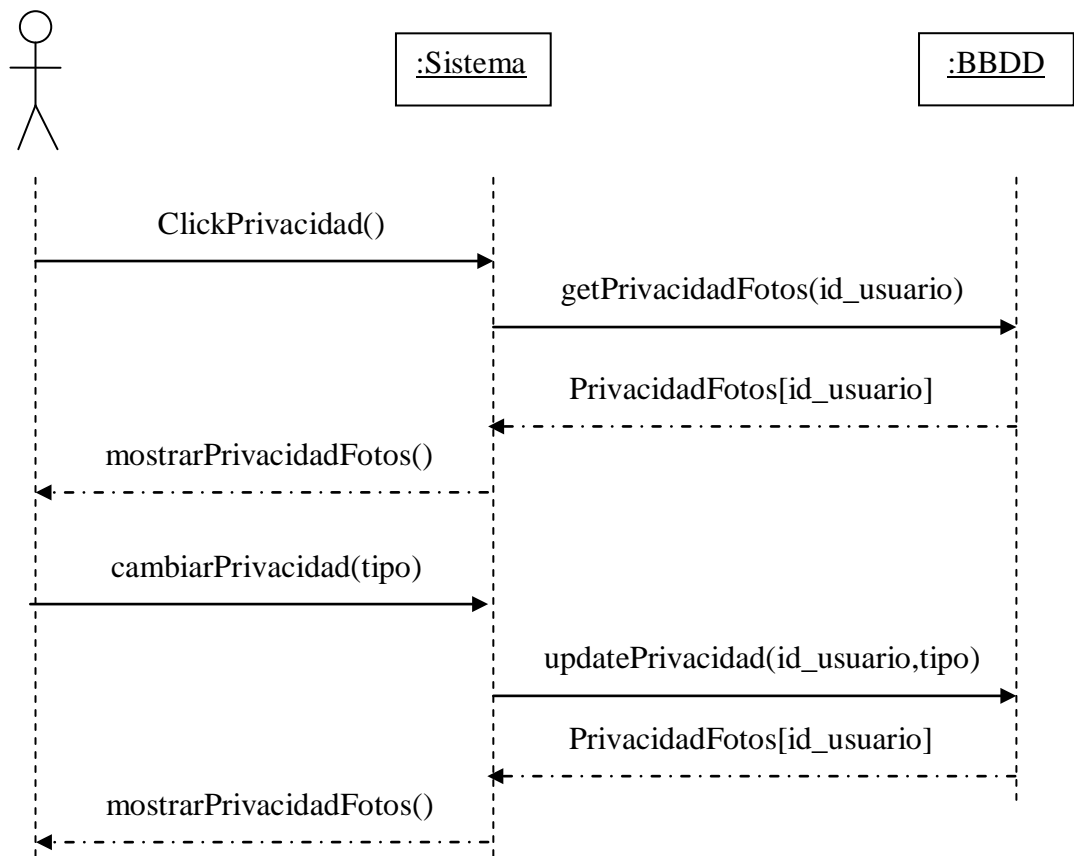 :Sistema
:BBDD
ClickPrivacidad()
getPrivacidadFotos(id_usuario)
PrivacidadFotos[id_usuario]
mostrarPrivacidadFotos()
cambiarPrivacidad(tipo)
updatePrivacidad(id_usuario,tipo)
PrivacidadFotos[id_usuario]
mostrarPrivacidadFotos()